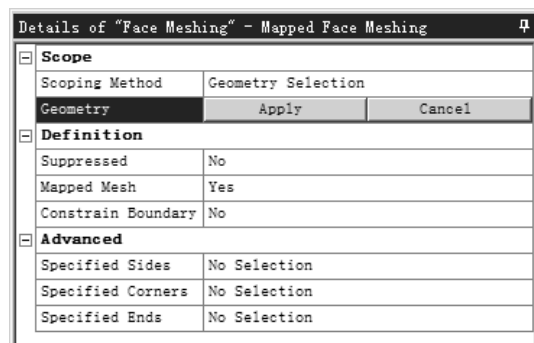 Details of "Face Meshing" - Mapped Face Meshing
Scope
Scoping Method Geometry Selection
Geometry Apply Cancel
Definition
Suppressed No
Mapped Mesh Yes
Constrain Boundary No
Advanced
Specified Sides No Selection
Specified Corners No Selection
Specified Ends No Selection